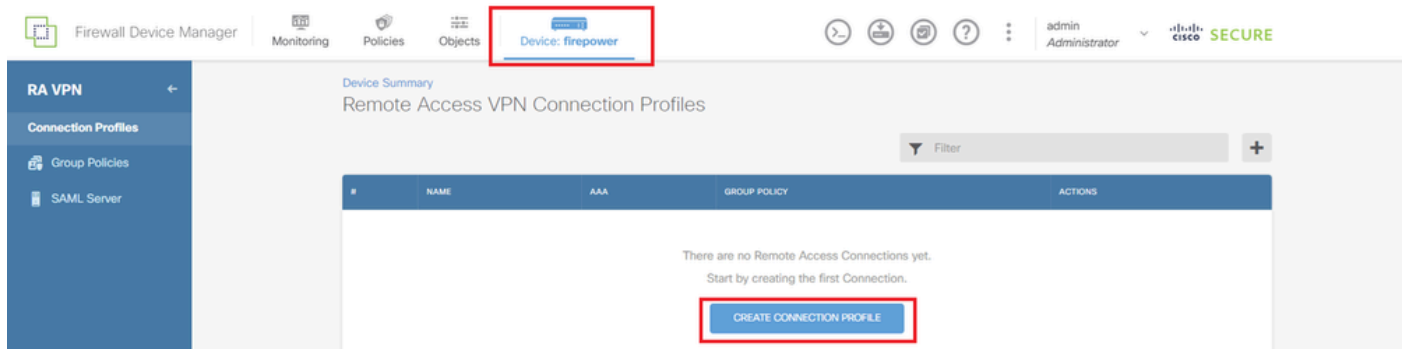 Firewall Device Manager
Monitoring
Policies
Objects
Device: firepower
admin
Administrator
cisco SECURE
RA VPN
Connection Profiles
Group Policies
SAML Server
Device Summary
Remote Access VPN Connection Profiles
Filter
# NAME AAA GROUP POLICY ACTIONS
There are no Remote Access Connections yet.
Start by creating the first Connection.
CREATE CONNECTION PROFILE